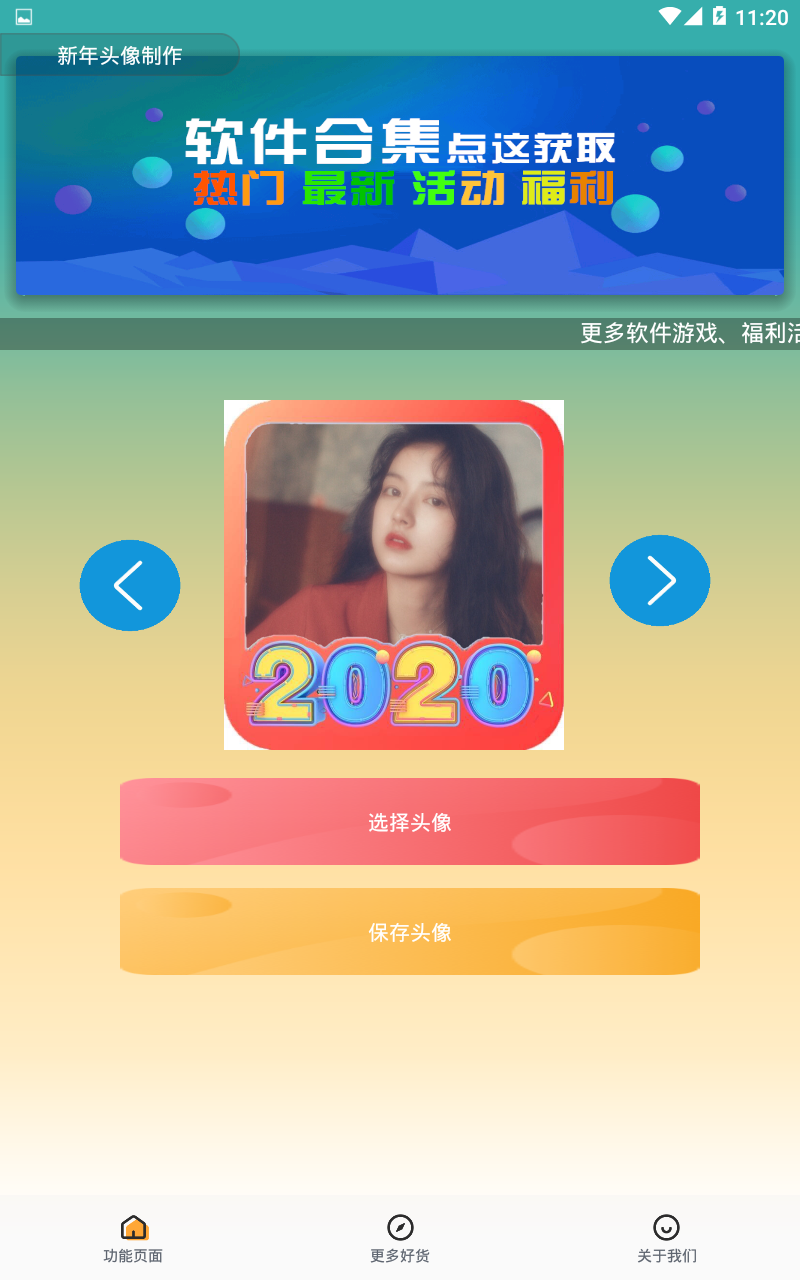 11:20
新年头像制作
软件合集点这获取
热门 最新 活动 福利
更多软件游戏、福利活
2020
选择头像
保存头像
功能页面
更多好货
关于我们